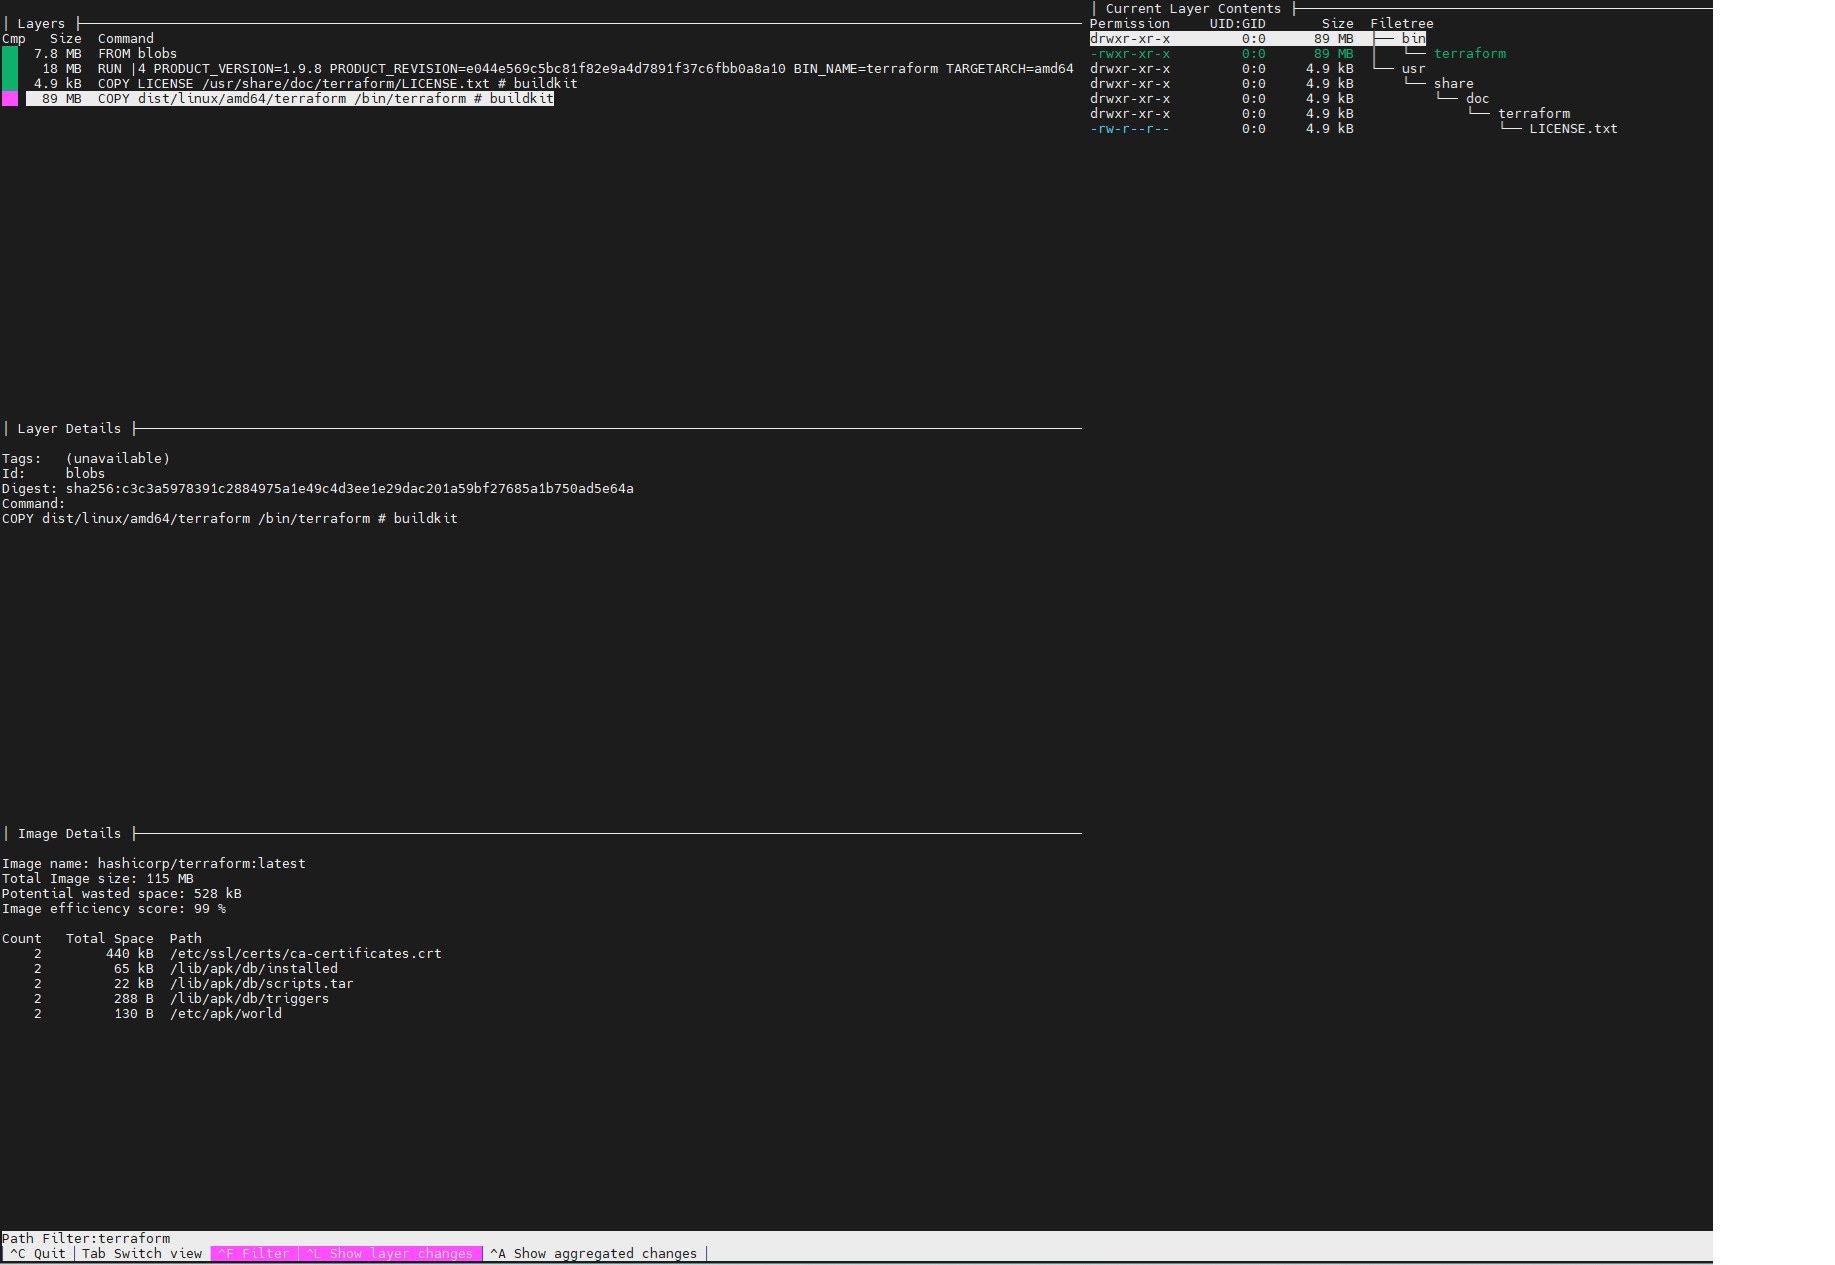 │ Layers ├
Cmp   Size  Command
    7.8 MB  FROM blobs
     18 MB  RUN |4 PRODUCT_VERSION=1.9.8 PRODUCT_REVISION=e044e569c5bc81f82e9a4d7891f37c6fbb0a8a10 BIN_NAME=terraform TARGETARCH=amd64
    4.9 kB  COPY LICENSE /usr/share/doc/terraform/LICENSE.txt # buildkit
     89 MB  COPY dist/linux/amd64/terraform /bin/terraform # buildkit
│ Layer Details ├
Tags:   (unavailable)
Id:     blobs
Digest: sha256:c3c3a5978391c2884975a1e49c4d3ee1e29dac201a59bf27685a1b750ad5e64a
Command:
COPY dist/linux/amd64/terraform /bin/terraform # buildkit
│ Image Details ├
Image name: hashicorp/terraform:latest
Total Image size: 115 MB
Potential wasted space: 528 kB
Image efficiency score: 99 %
Count   Total Space  Path
    2        440 kB  /etc/ssl/certs/ca-certificates.crt
    2         65 kB  /lib/apk/db/installed
    2         22 kB  /lib/apk/db/scripts.tar
    2         288 B  /lib/apk/db/triggers
    2         130 B  /etc/apk/world
│ Current Layer Contents ├
Permission     UID:GID       Size  Filetree
drwxr-xr-x         0:0      89 MB  ├── bin
-rwxr-xr-x         0:0      89 MB  │   └── terraform
drwxr-xr-x         0:0     4.9 kB  └── usr
drwxr-xr-x         0:0     4.9 kB      └── share
drwxr-xr-x         0:0     4.9 kB          └── doc
drwxr-xr-x         0:0     4.9 kB              └── terraform
-rw-r--r--         0:0     4.9 kB                  └── LICENSE.txt
Path Filter:terraform
^C Quit │ Tab Switch view │ ^F Filter │ ^L Show layer changes │ ^A Show aggregated changes │